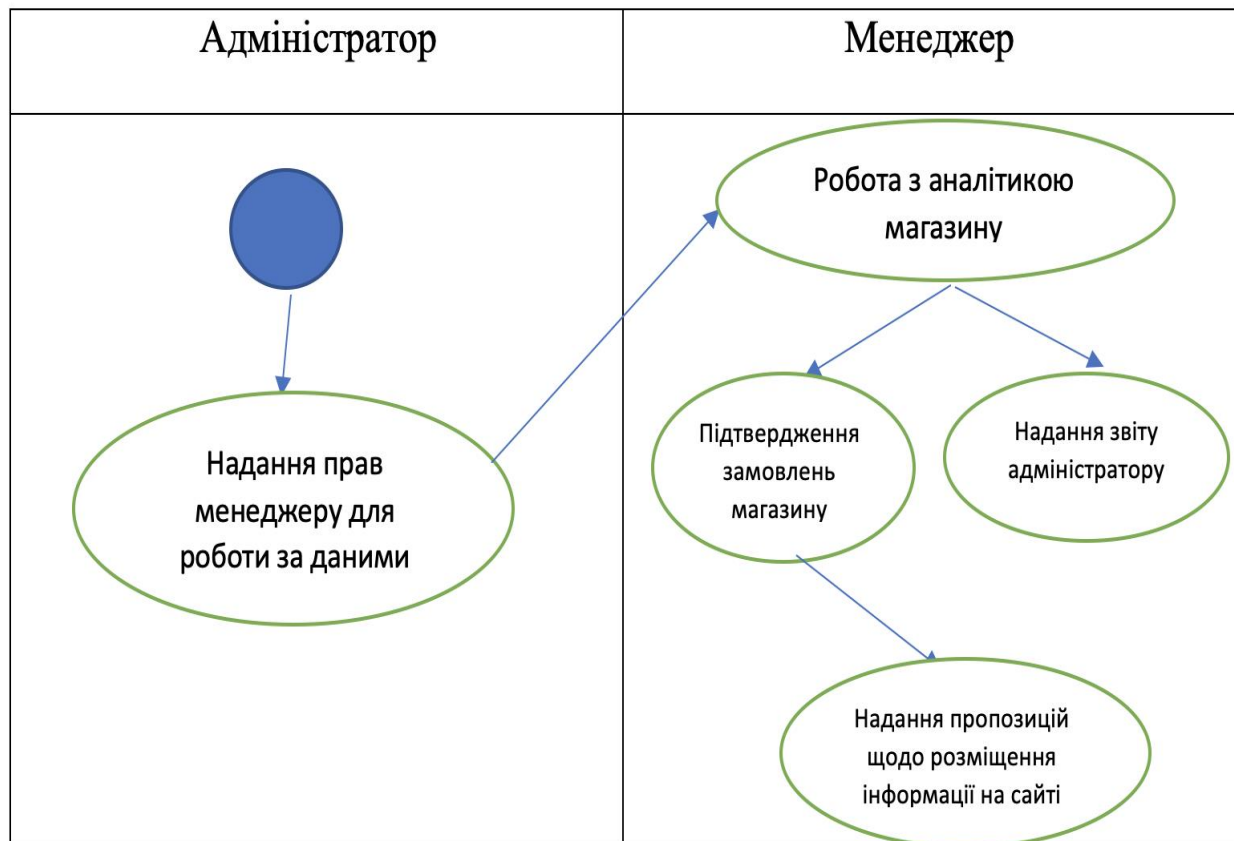 Адміністратор
Менеджер
Робота з аналітикою
магазину
Надання прав
менеджеру для
роботи за даними
Підтвердження
замовлень
магазину
Надання звіту
адміністратору
Надання пропозицій
щодо розміщення
інформації на сайті